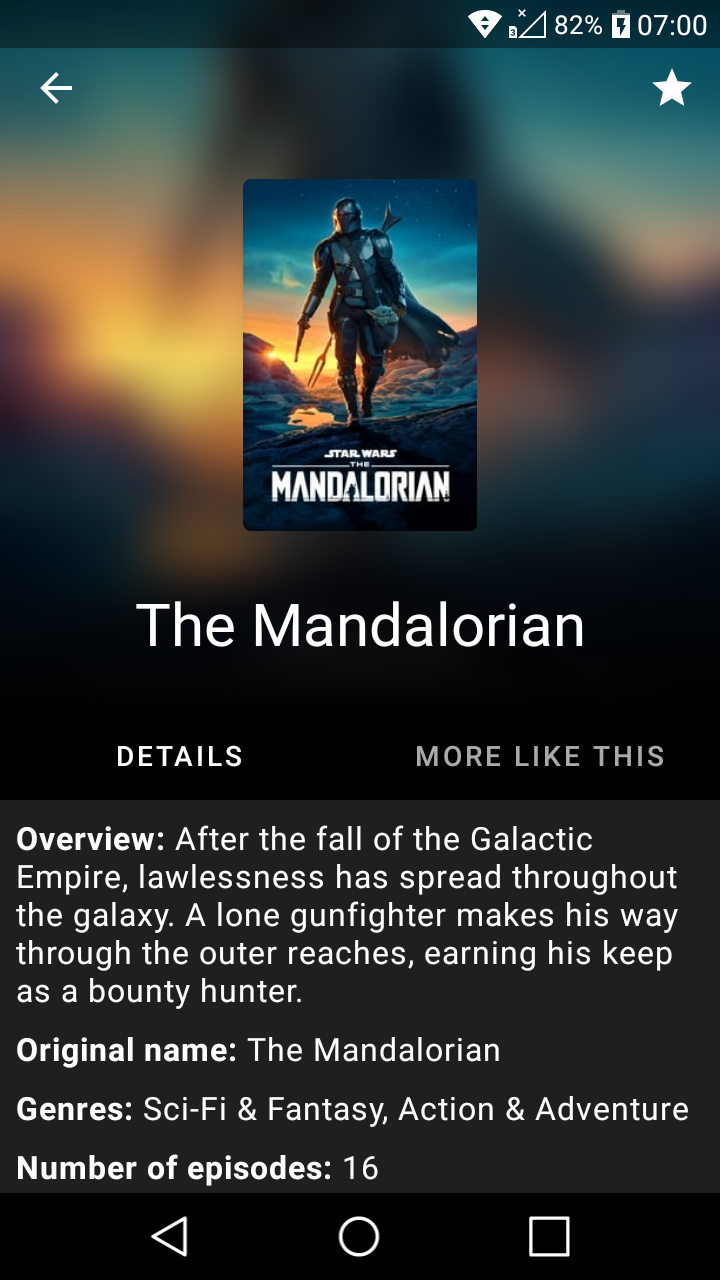 82% 07:00
STAR WARS
THE
MANDALORIAN
The Mandalorian
DETAILS MORE LIKE THIS
Overview: After the fall of the Galactic
Empire, lawlessness has spread throughout
the galaxy. A lone gunfighter makes his way
through the outer reaches, earning his keep
as a bounty hunter.
Original name: The Mandalorian
Genres: Sci-Fi & Fantasy, Action & Adventure
Number of episodes: 16